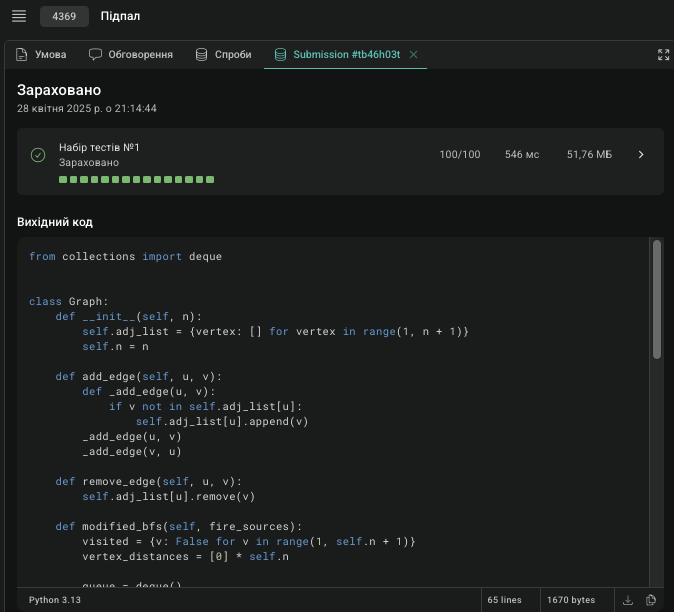 4369 Підпал
Умова Обговорення Спроби Submission #tb46h03t
Зараховано
28 квітня 2025 р. о 21:14:44
Набір тестів №1
Зараховано
100/100 546 мс 51,76 МБ
Вихідний код
from collections import deque
class Graph:
    def __init__(self, n):
        self.adj_list = {vertex: [] for vertex in range(1, n + 1)}
        self.n = n
    def add_edge(self, u, v):
        def _add_edge(u, v):
            if v not in self.adj_list[u]:
                self.adj_list[u].append(v)
        _add_edge(u, v)
        _add_edge(v, u)
    def remove_edge(self, u, v):
        self.adj_list[u].remove(v)
    def modified_bfs(self, fire_sources):
        visited = {v: False for v in range(1, self.n + 1)}
        vertex_distances = [0] * self.n
        queue = deque()
Python 3.13 65 lines 1670 bytes